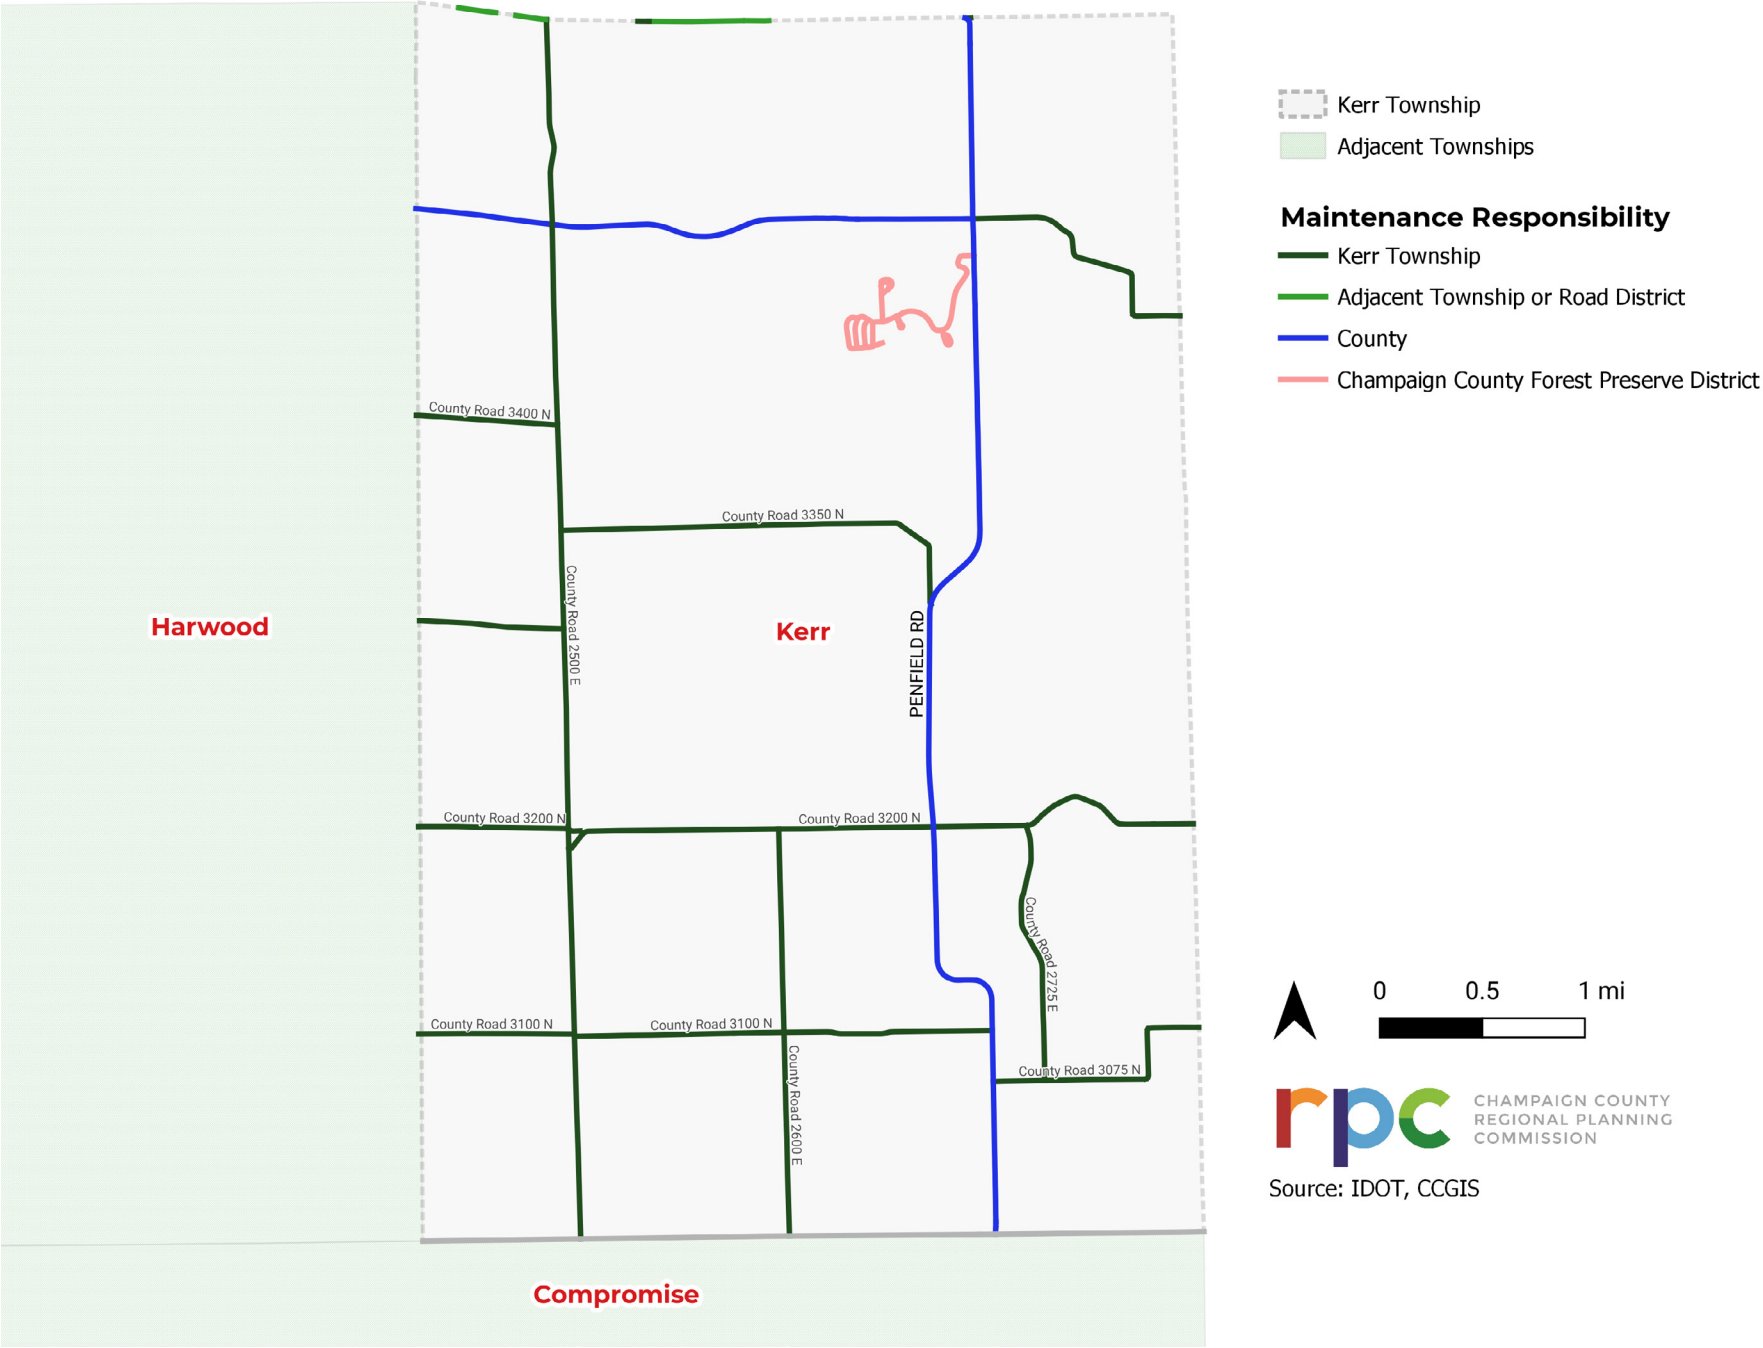 Kerr Township
Adjacent Townships
Maintenance Responsibility
Kerr Township
Adjacent Township or Road District
County
Champaign County Forest Preserve District
County Road 3400 N
County Road 3350 N
County Road 2500 E
Harwood
Kerr
PENFIELD RD
County Road 3200 N
County Road 3200 N
County Road 2725 E
County Road 3100 N
County Road 3100 N
County Road 2600 E
County Road 3075 N
Compromise
0 0.5 1 mi
rpc
CHAMPAIGN COUNTY
REGIONAL PLANNING
COMMISSION
Source: IDOT, CCGIS